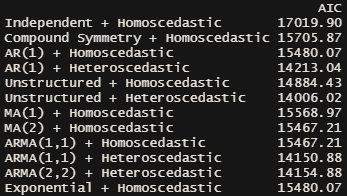 AIC
Independent + Homoscedastic 17019.90
Compound Symmetry + Homoscedastic 15705.87
AR(1) + Homoscedastic 15480.07
AR(1) + Heteroscedastic 14213.04
Unstructured + Homoscedastic 14884.43
Unstructured + Heteroscedastic 14006.02
MA(1) + Homoscedastic 15568.97
MA(2) + Homoscedastic 15467.21
ARMA(1,1) + Homoscedastic 15467.21
ARMA(1,1) + Heteroscedastic 14150.88
ARMA(2,2) + Heteroscedastic 14154.88
Exponential + Homoscedastic 15480.07